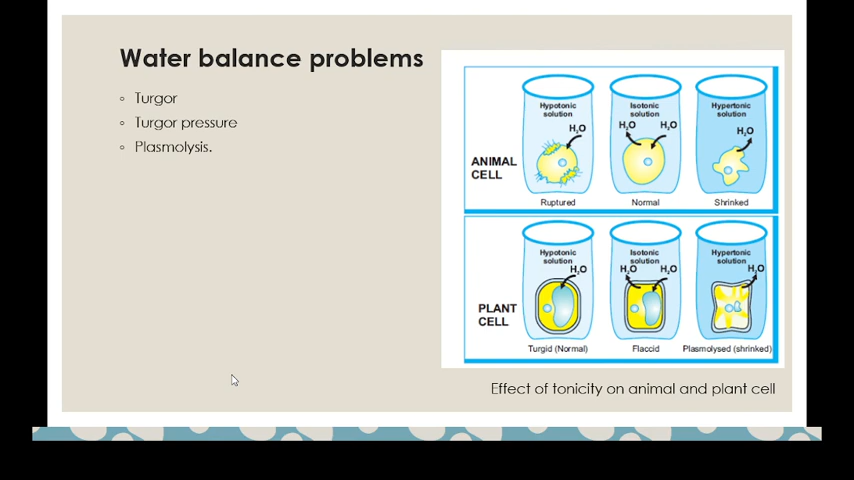 Water balance problems
◦ Turgor
◦ Turgor pressure
◦ Plasmolysis.
Hypotonic solution
H₂O
Isotonic solution
H₂O H₂O
Hypertonic solution
H₂O
ANIMAL
CELL
Ruptured
Normal
Shrinked
Hypotonic solution
H₂O
Isotonic solution
H₂O H₂O
Hypertonic solution
H₂O
PLANT
CELL
Turgid (Normal)
Flaccid
Plasmolysed (shrinked)
Effect of tonicity on animal and plant cell